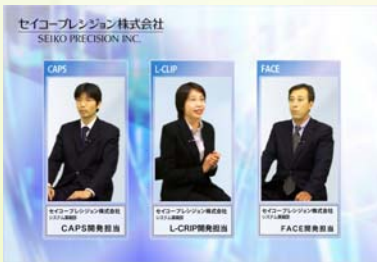 セイコープレシジョン株式会社
SEIKO PRECISION INC.
CAPS
L-CLIP
FACE
セイコープレシジョン株式会社
CAPS開発担当
セイコープレシジョン株式会社
L-CRIP開発担当
セイコープレシジョン株式会社
FACE開発担当